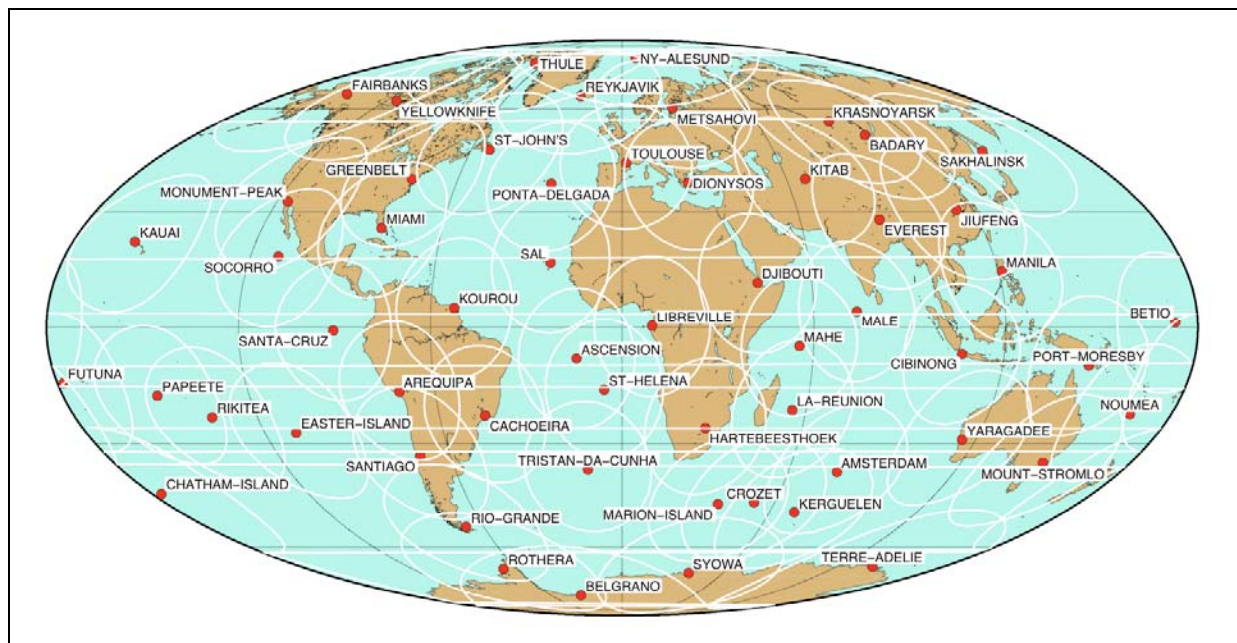 THULE
NY-ALESUND
FAIRBANKS
REYKJAVIK
YELLOWKNIFE
METSAHOVI
KRASNOYARSK
ST-JOHN'S
BADARY
TOULOUSE
SAKHALINSK
GREENBELT
KITAB
MONUMENT-PEAK
PONTA-DELGADA
DIONYSOS
MIAMI
JIUFENG
EVEREST
KAUAI
SOCORRO
SAL
DJIBOUTI
MANILA
KOUROU
LIBREVILLE
MALE
BETIO
SANTA-CRUZ
MAHE
ASCENSION
CIBINONG
PORT-MORESBY
FUTUNA
PAPEETE
AREQUIPA
ST-HELENA
RIKITEA
LA-REUNION
NOUMEA
EASTER-ISLAND
CACHOEIRA
YARAGADEE
HARTEBEESTHOEK
SANTIAGO
TRISTAN-DA-CUNHA
AMSTERDAM
MOUNT-STROMLO
CHATHAM-ISLAND
CROZET
MARION-ISLAND
KERGUELEN
RIO-GRANDE
ROTHERA
SYOWA
TERRE-ADELIE
BELGRANO